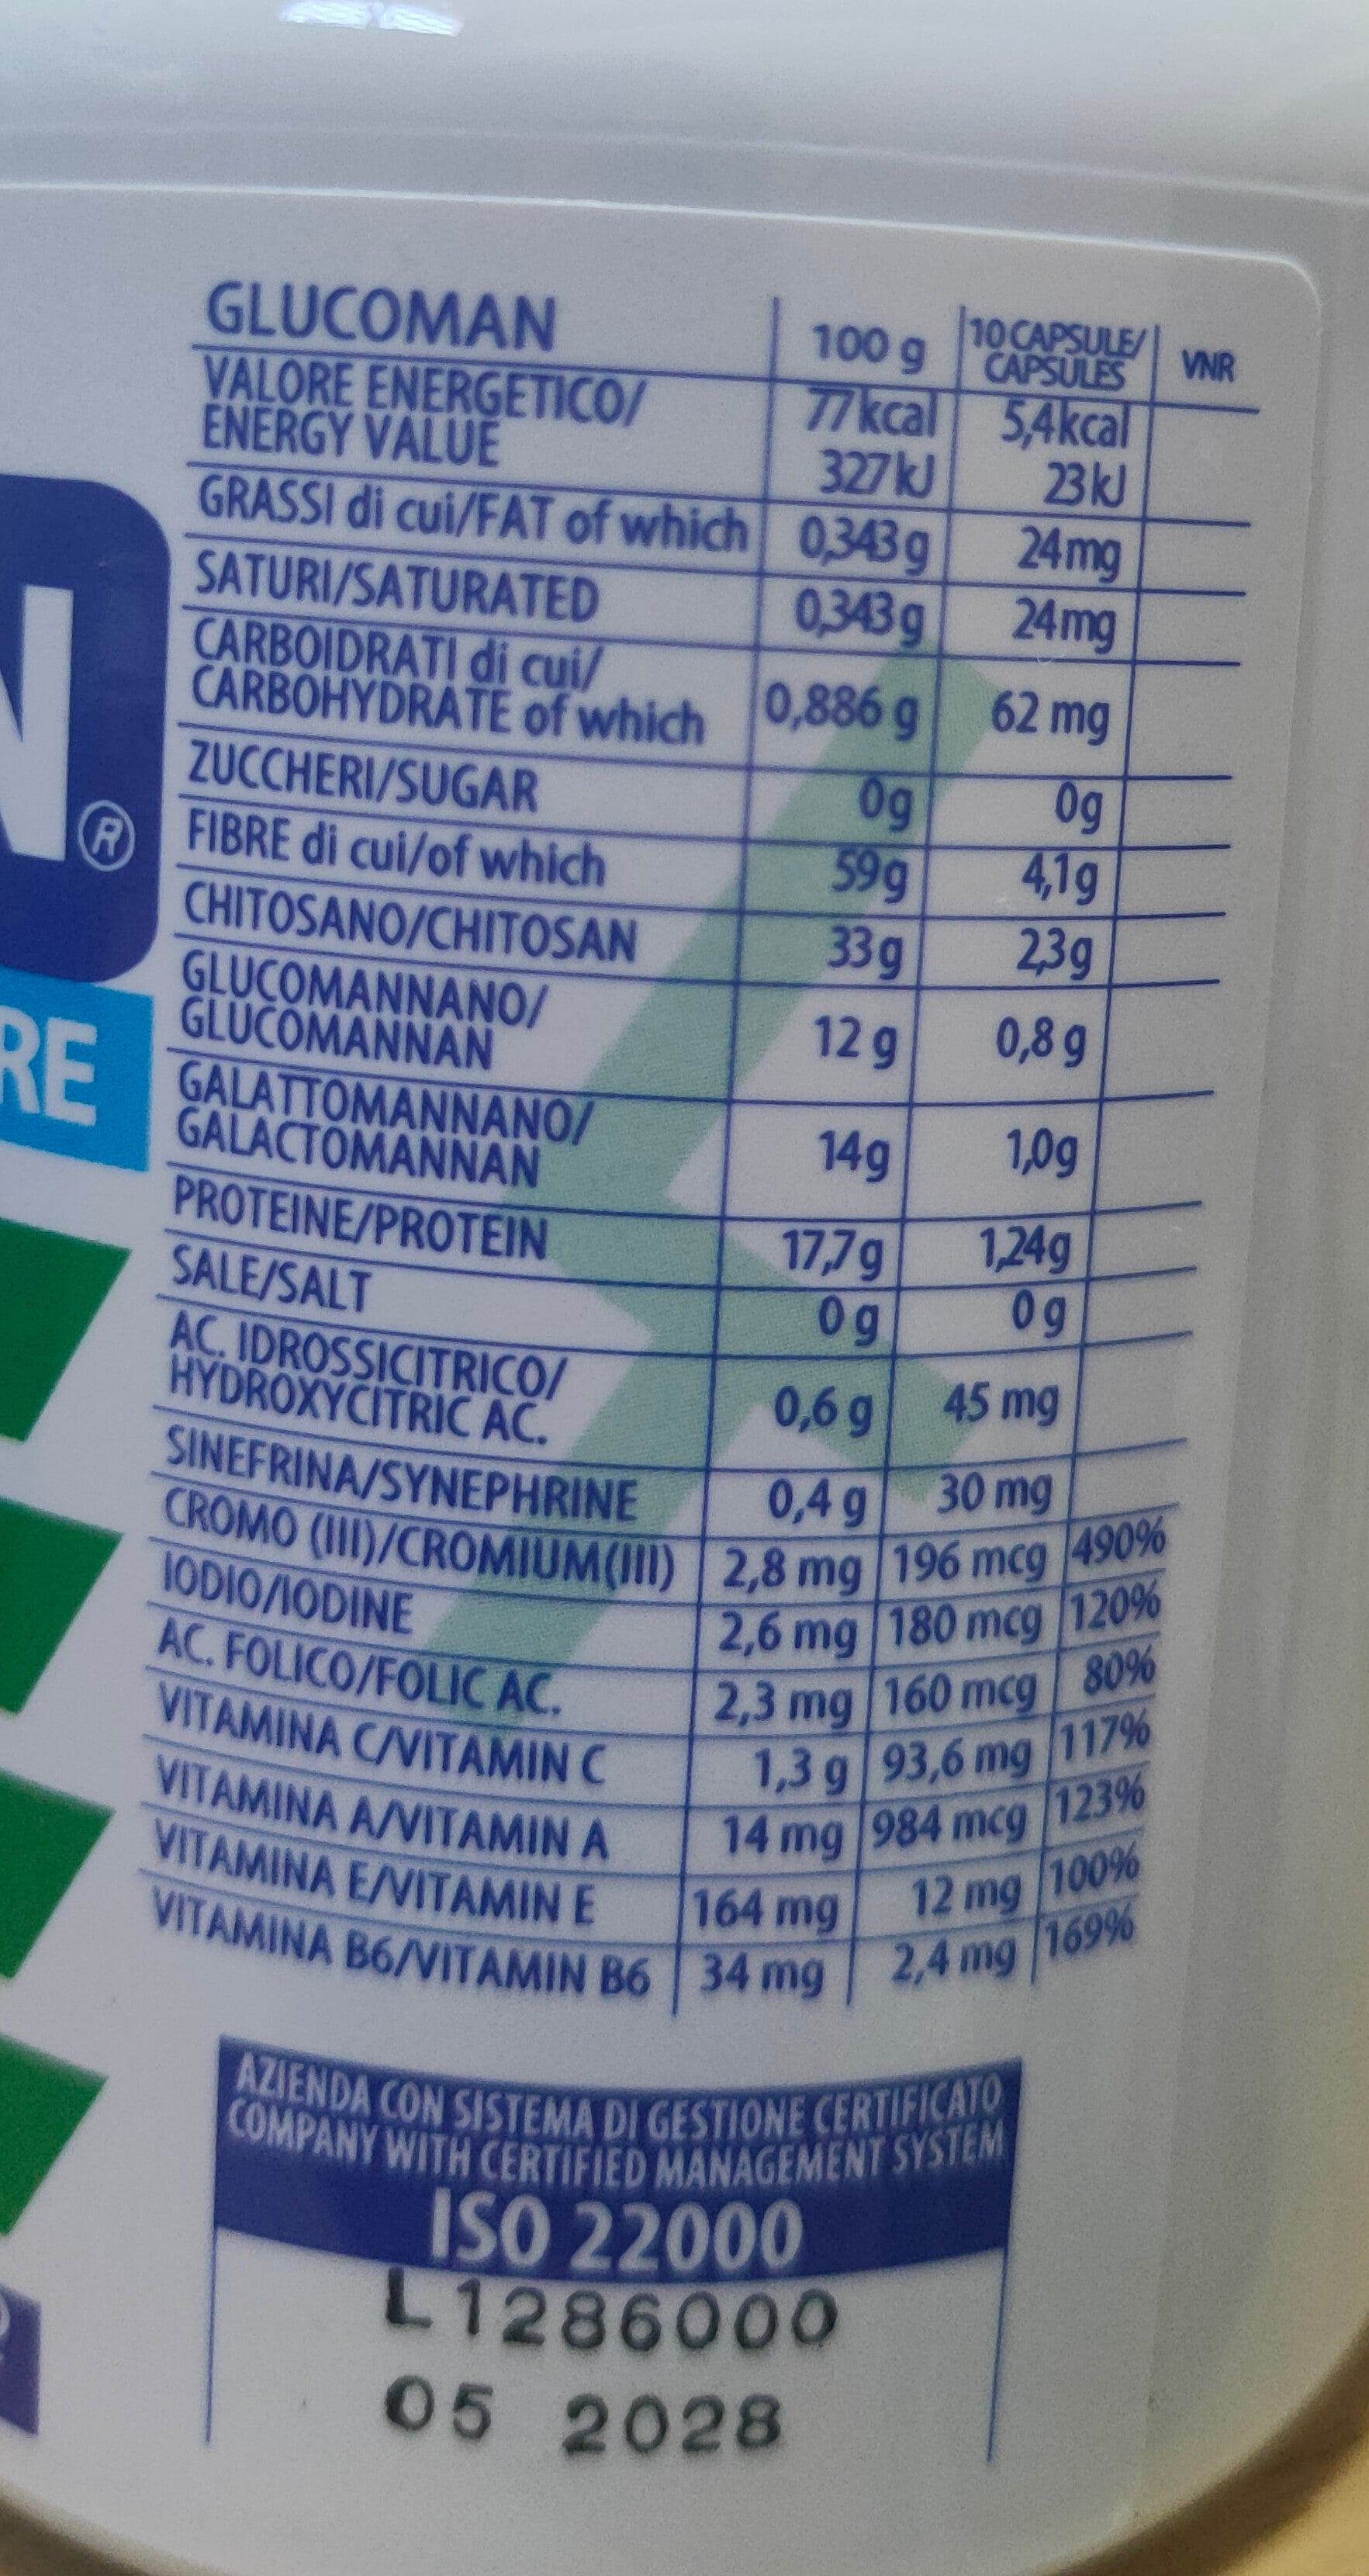 N®
RE
GLUCOMAN 100 g 10 CAPSULE/ CAPSULES VNR
VALORE ENERGETICO/ 77kcal 5,4kcal
ENERGY VALUE 327kJ 23kJ
GRASSI di cui/FAT of which 0,343g 24mg
SATURI/SATURATED 0,343g 24mg
CARBOIDRATI di cui/
CARBOHYDRATE of which 0,886 g 62 mg
ZUCCHERI/SUGAR 0g 0g
FIBRE di cui/of which 59g 4,1g
CHITOSANO/CHITOSAN 33g 2,3g
GLUCOMANNANO/
GLUCOMANNAN 12 g 0,8 g
GALATTOMANNANO/
GALACTOMANNAN 14g 1,0g
PROTEINE/PROTEIN 17,7g 1,24g
SALE/SALT 0 g 0 g
AC. IDROSSICITRICO/
HYDROXYCITRIC AC. 0,6 g 45 mg
SINEFRINA/SYNEPHRINE 0,4 g 30 mg
CROMO (III)/CROMIUM(III) 2,8 mg 196 mcg 490%
IODIO/IODINE 2,6 mg 180 mcg 120%
AC. FOLICO/FOLIC AC. 2,3 mg 160 mcg 80%
VITAMINA C/VITAMIN C 1,3 g 93,6 mg 117%
VITAMINA A/VITAMIN A 14 mg 984 mcg 123%
VITAMINA E/VITAMIN E 164 mg 12 mg 100%
VITAMINA B6/VITAMIN B6 34 mg 2,4 mg 169%
AZIENDA CON SISTEMA DI GESTIONE CERTIFICATO
COMPANY WITH CERTIFIED MANAGEMENT SYSTEM
ISO 22000
L1286000
05 2028